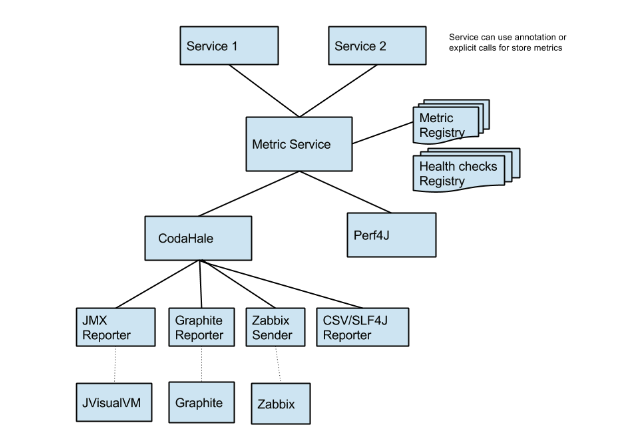 Service 1
Service 2
Service can use annotation or
explicit calls for store metrics
Metric Service
Metric
Registry
Health checks
Registry
CodaHale
Perf4J
JMX
Reporter
Graphite
Reporter
Zabbix
Sender
CSV/SLF4J
Reporter
JVisualVM
Graphite
Zabbix